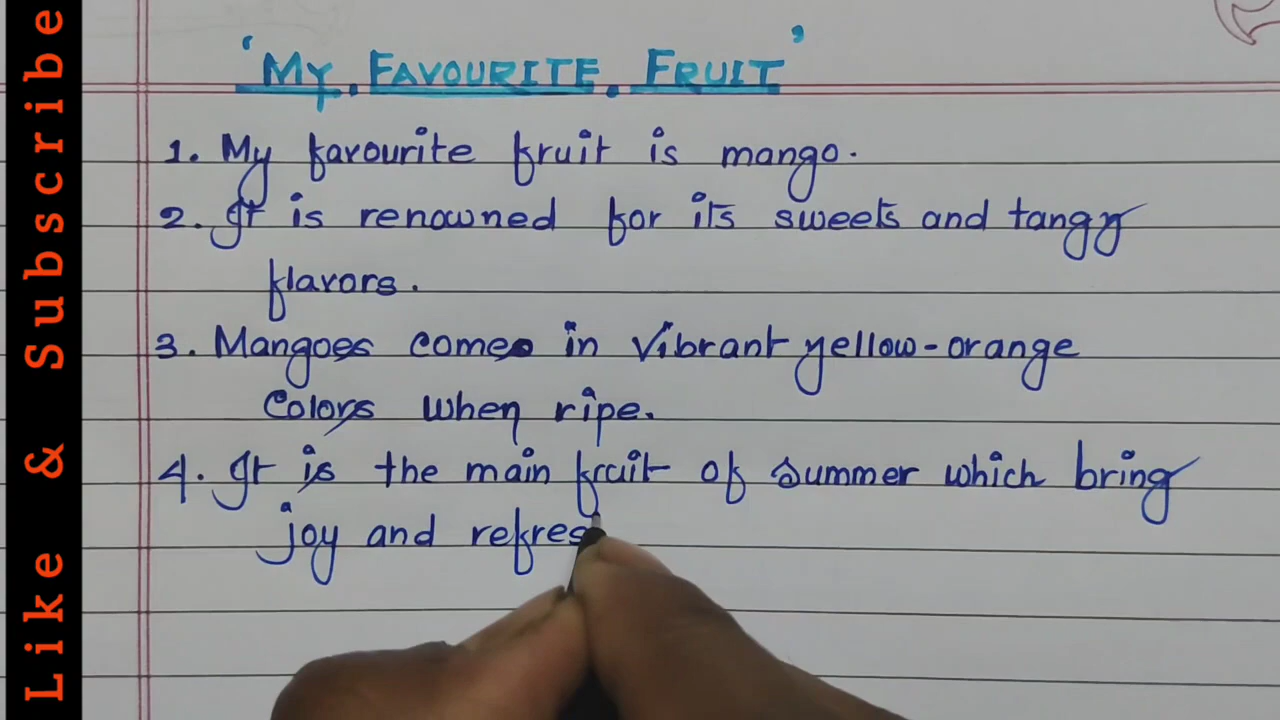 Like & Subscribe
'MY FAVOURITE FRUIT'
1. My favourite fruit is mango.
2. It is renowned for its sweets and tangy
flavors.
3. Mangoes come in vibrant yellow-orange
Colors when ripe.
4. It is the main fruit of summer which bring
joy and refres